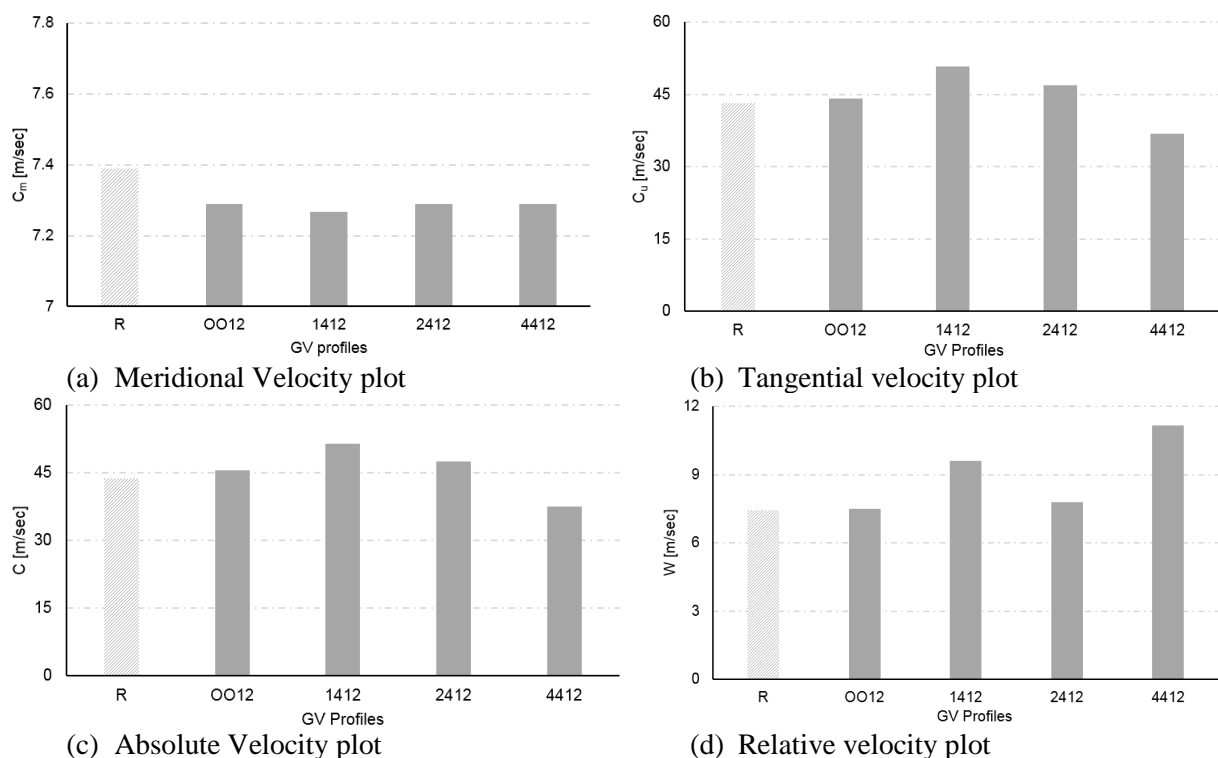 7.8
7.6
7.4
7.2
7
Cm [m/sec]
R OO12 1412 2412 4412
GV profiles
(a) Meridional Velocity plot
60
45
30
15
0
Cu [m/sec]
R OO12 1412 2412 4412
GV Profiles
(b) Tangential velocity plot
60
45
30
15
0
C [m/sec]
R OO12 1412 2412 4412
GV Profiles
(c) Absolute Velocity plot
12
9
6
3
0
W [m/sec]
R OO12 1412 2412 4412
GV Profiles
(d) Relative velocity plot